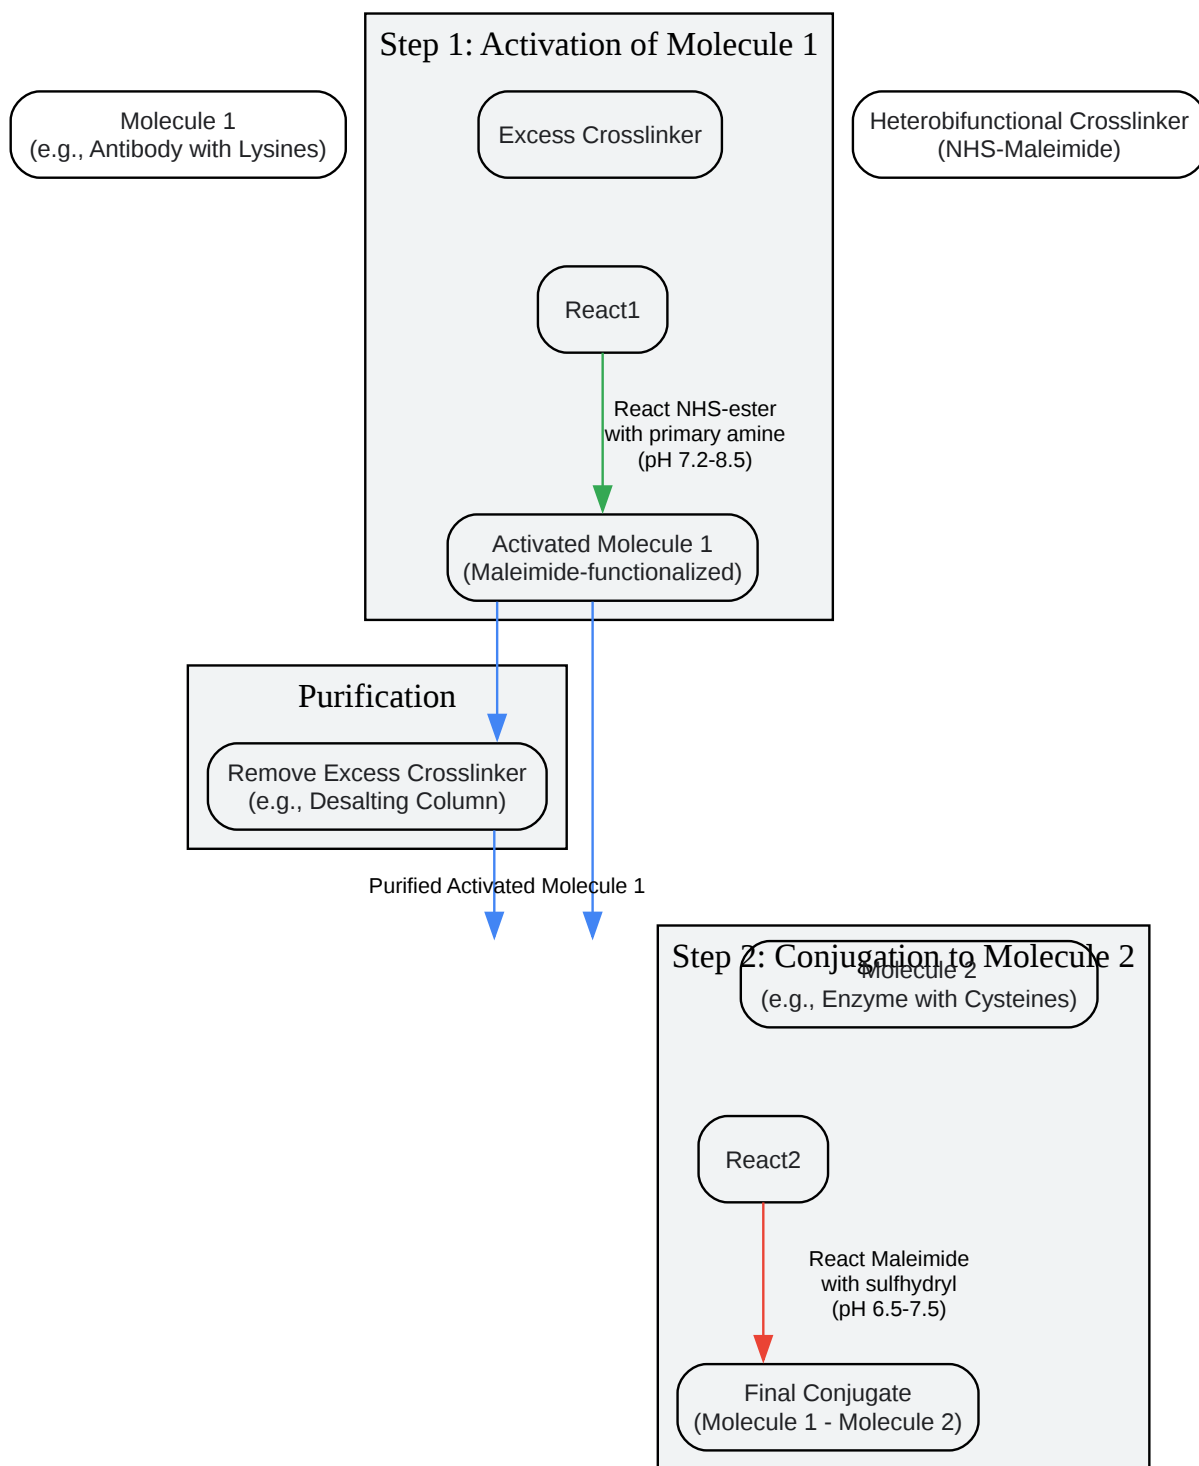 Step 1: Activation of Molecule 1
Molecule 1
(e.g., Antibody with Lysines)
Excess Crosslinker
Heterobifunctional Crosslinker
(NHS-Maleimide)
React1
React NHS-ester
with primary amine
(pH 7.2-8.5)
Activated Molecule 1
(Maleimide-functionalized)
Purification
Remove Excess Crosslinker
(e.g., Desalting Column)
Purified Activated Molecule 1
Step 2: Conjugation to Molecule 2
Molecule 2
(e.g., Enzyme with Cysteines)
React2
React Maleimide
with sulfhydryl
(pH 6.5-7.5)
Final Conjugate
(Molecule 1 - Molecule 2)